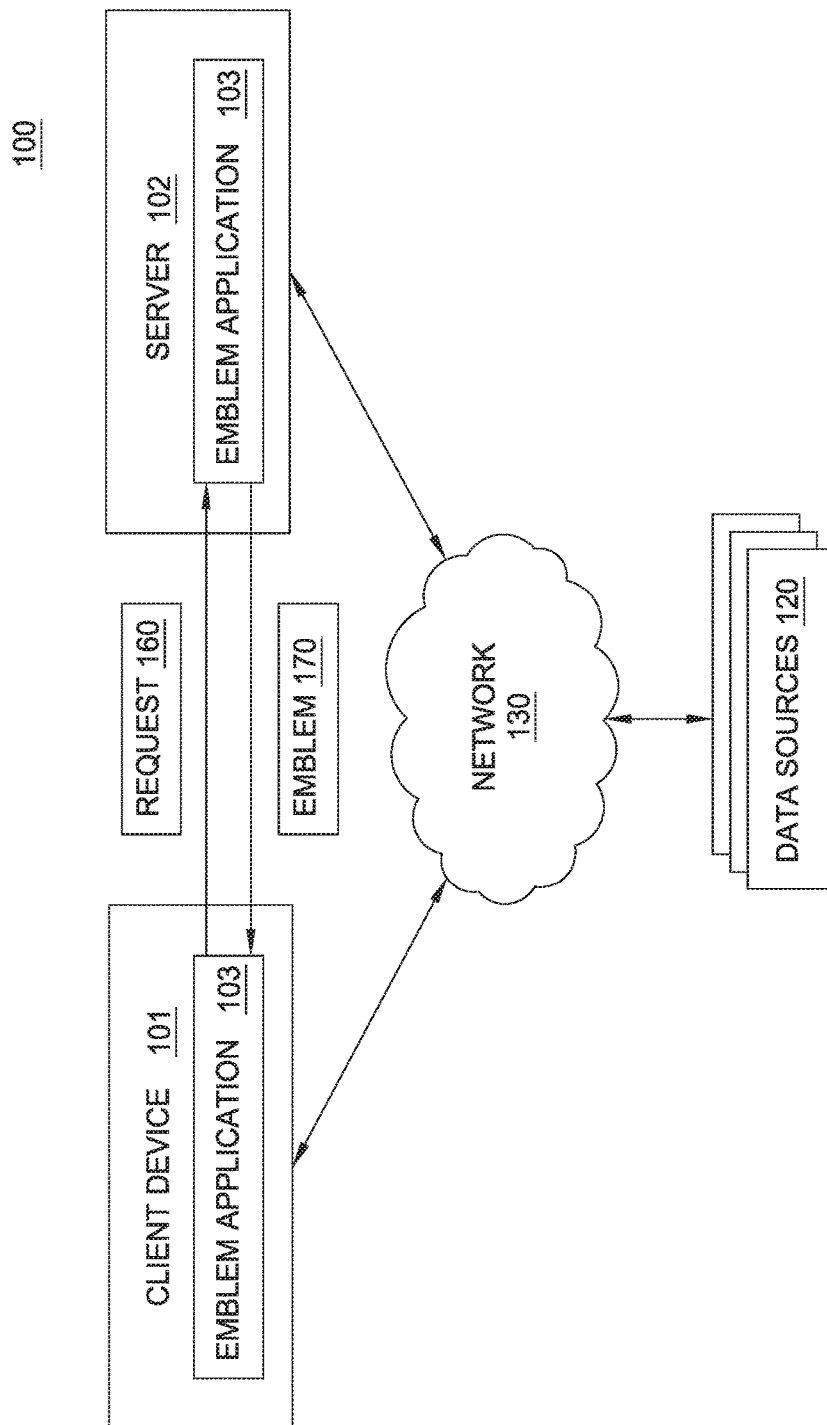 100
CLIENT DEVICE 101
EMBLEM APPLICATION 103
REQUEST 160
EMBLEM 170
SERVER 102
EMBLEM APPLICATION 103
NETWORK
130
DATA SOURCES 120